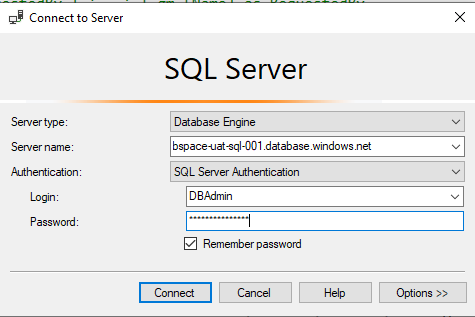 Connect to Server
SQL Server
Server type: Database Engine
Server name: bspace-uat-sql-001.database.windows.net
Authentication: SQL Server Authentication
Login: DBAdmin
Password: ***************
Remember password
Connect Cancel Help Options >>